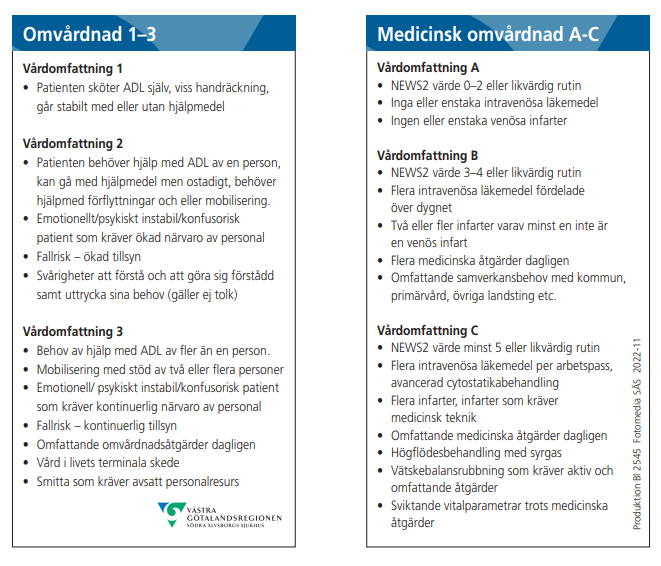 Omvårdnad 1–3
Vårdomfattning 1
• Patienten sköter ADL själv, viss handräckning,
går stabilt med eller utan hjälpmedel
Vårdomfattning 2
• Patienten behöver hjälp med ADL av en person,
kan gå med hjälpmedel men ostadigt, behöver
hjälpmed förflyttningar och eller mobilisering.
• Emotionellt/psykiskt instabil/konfusorisk
patient som kräver ökad närvaro av personal
• Fallrisk – ökad tillsyn
• Svårigheter att förstå och att göra sig förstådd
samt uttrycka sina behov (gäller ej tolk)
Vårdomfattning 3
• Behov av hjälp med ADL av fler än en person.
• Mobilisering med stöd av två eller flera personer
• Emotionell/ psykiskt instabil/konfusorisk patient
som kräver kontinuerlig närvaro av personal
• Fallrisk – kontinuerlig tillsyn
• Omfattande omvårdnadsåtgärder dagligen
• Vård i livets terminala skede
• Smitta som kräver avsatt personalresurs
VÄSTRA
GÖTALANDSREGIONEN
SÖDRA ÄLVSBORGS SJUKHUS
Medicinsk omvårdnad A-C
Vårdomfattning A
• NEWS2 värde 0–2 eller likvärdig rutin
• Inga eller enstaka intravenösa läkemedel
• Ingen eller enstaka venösa infarter
Vårdomfattning B
• NEWS2 värde 3–4 eller likvärdig rutin
• Flera intravenösa läkemedel fördelade
över dygnet
• Två eller fler infarter varav minst en inte är
en venös infart
• Flera medicinska åtgärder dagligen
• Omfattande samverkansbehov med kommun,
primärvård, övriga landsting etc.
Vårdomfattning C
• NEWS2 värde minst 5 eller likvärdig rutin
• Flera intravenösa läkemedel per arbetspass,
avancerad cytostatikabehandling
• Flera infarter, infarter som kräver
medicinsk teknik
• Omfattande medicinska åtgärder dagligen
• Högflödesbehandling med syrgas
• Vätskebalansrubbning som kräver aktiv och
omfattande åtgärder
• Sviktande vitalparametrar trots medicinska
åtgärder
Produktion BI 2545 Fotomedia SÄS 2022-11